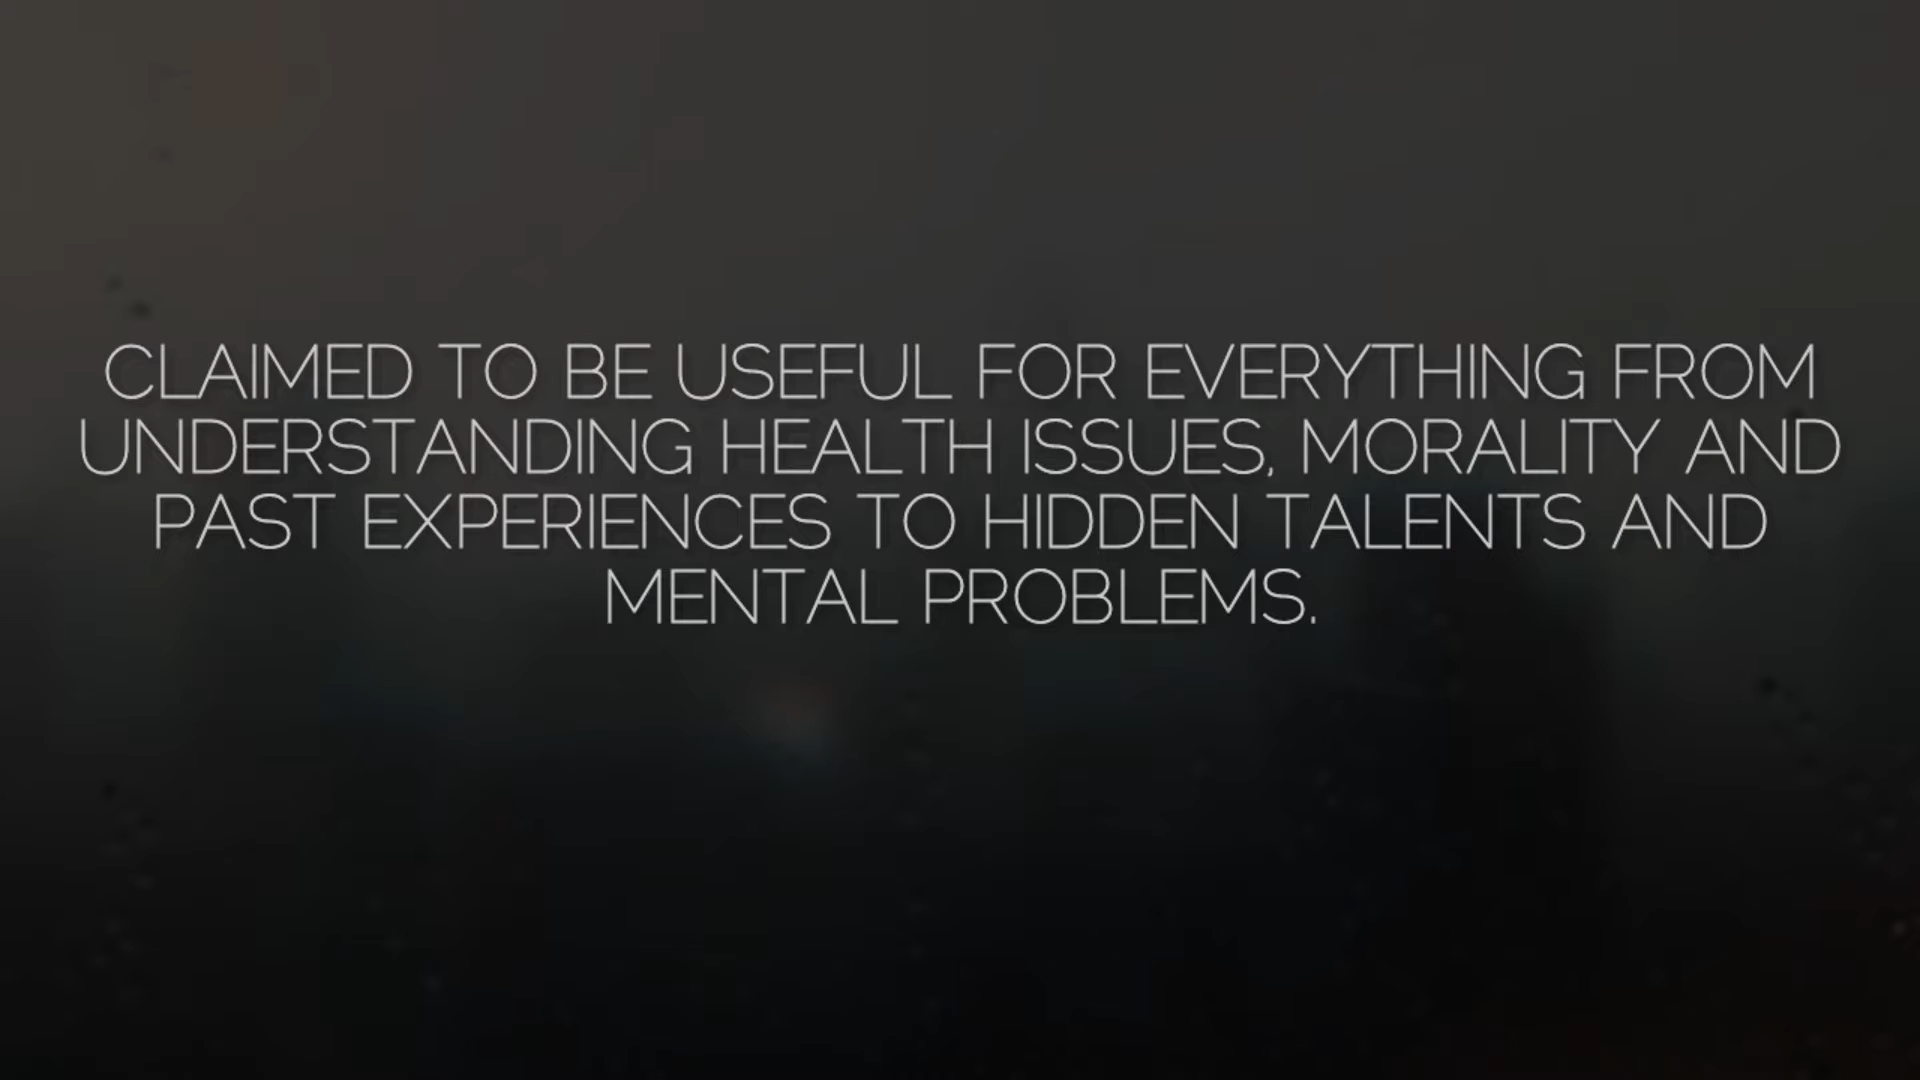 CLAIMED TO BE USEFUL FOR EVERYTHING FROM
UNDERSTANDING HEALTH ISSUES, MORALITY AND
PAST EXPERIENCES TO HIDDEN TALENTS AND
MENTAL PROBLEMS.